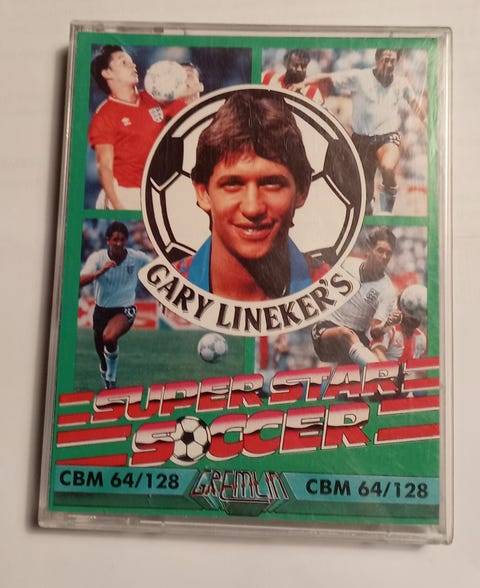 GARY LINEKER'S
SUPER STAR
SOCCER
CBM 64/128 GREMLIN CBM 64/128